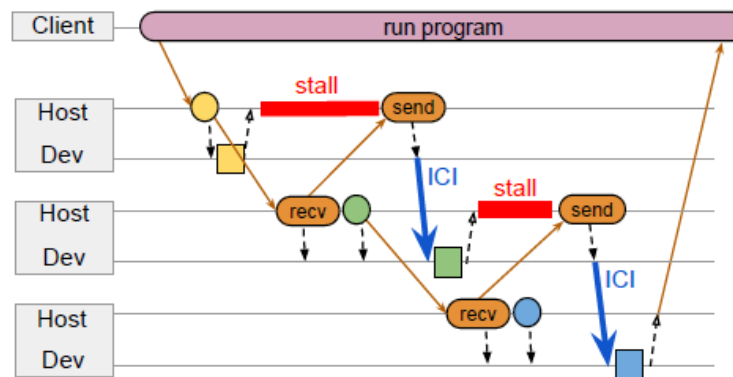 Client
run program
stall
Host
send
Dev
ICI
stall
Host
recv
send
Dev
ICI
Host
recv
Dev